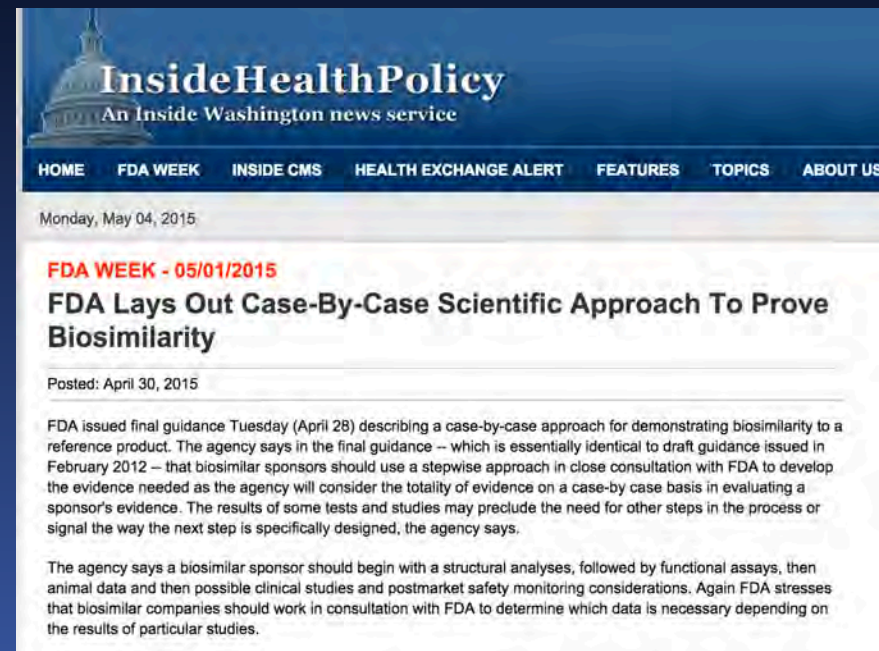 InsideHealthPolicy
An Inside Washington news service
HOME FDA WEEK INSIDE CMS HEALTH EXCHANGE ALERT FEATURES TOPICS ABOUT US
Monday, May 04, 2015
FDA WEEK - 05/01/2015
FDA Lays Out Case-By-Case Scientific Approach To Prove
Biosimilarity
Posted: April 30, 2015
FDA issued final guidance Tuesday (April 28) describing a case-by-case approach for demonstrating biosimilarity to a
reference product. The agency says in the final guidance -- which is essentially identical to draft guidance issued in
February 2012 -- that biosimilar sponsors should use a stepwise approach in close consultation with FDA to develop
the evidence needed as the agency will consider the totality of evidence on a case-by case basis in evaluating a
sponsor's evidence. The results of some tests and studies may preclude the need for other steps in the process or
signal the way the next step is specifically designed, the agency says.
The agency says a biosimilar sponsor should begin with a structural analyses, followed by functional assays, then
animal data and then possible clinical studies and postmarket safety monitoring considerations. Again FDA stresses
that biosimilar companies should work in consultation with FDA to determine which data is necessary depending on
the results of particular studies.